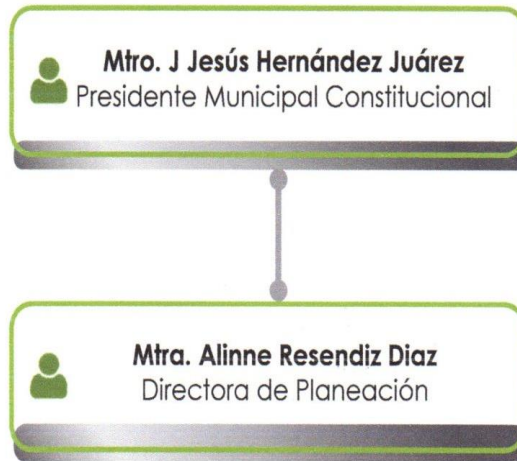 Mtro. J Jesús Hernández Juárez
Presidente Municipal Constitucional
Mtra. Alinne Resendiz Diaz
Directora de Planeación